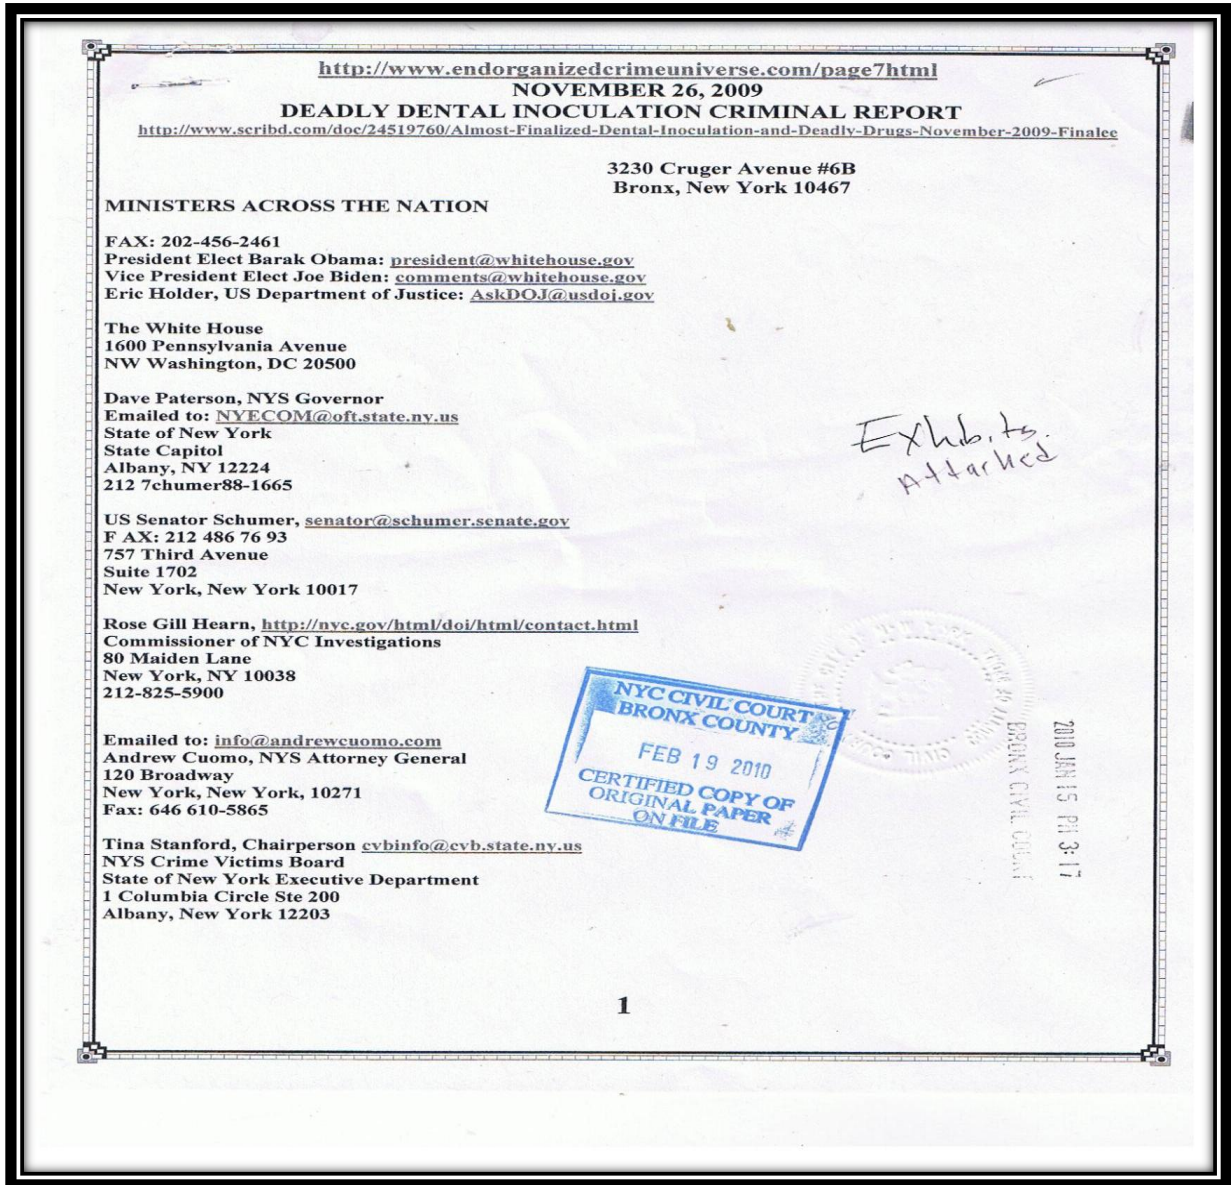 http://www.endorganizedcrimeuniverse.com/page7html
NOVEMBER 26, 2009
DEADLY DENTAL INOCULATION CRIMINAL REPORT
http://www.scribd.com/doc/24519760/Almost-Finalized-Dental-Inoculation-and-Deadly-Drugs-November-2009-Finalee
3230 Cruger Avenue #6B
Bronx, New York 10467
MINISTERS ACROSS THE NATION
FAX: 202-456-2461
President Elect Barak Obama: president@whitehouse.gov
Vice President Elect Joe Biden: comments@whitehouse.gov
Eric Holder, US Department of Justice: AskDOJ@usdoj.gov
The White House
1600 Pennsylvania Avenue
NW Washington, DC 20500
Dave Paterson, NYS Governor
Emailed to: NYECOM@oft.state.ny.us
State of New York
State Capitol
Albany, NY 12224
212 7chumer88-1665
Exhibits.
Attached
US Senator Schumer, senator@schumer.senate.gov
F AX: 212 486 76 93
757 Third Avenue
Suite 1702
New York, New York 10017
Rose Gill Hearn, http://nyc.gov/html/doi/html/contact.html
Commissioner of NYC Investigations
80 Maiden Lane
New York, NY 10038
212-825-5900
NYC CIVIL COURT
BRONX COUNTY
FEB 19 2010
CERTIFIED COPY OF
ORIGINAL PAPER
ON FILE
2010 JAN 15 PM 3:17
BRONX CIVIL COURT
Emailed to: info@andrewcuomo.com
Andrew Cuomo, NYS Attorney General
120 Broadway
New York, New York, 10271
Fax: 646 610-5865
Tina Stanford, Chairperson cvbinfo@cvb.state.ny.us
NYS Crime Victims Board
State of New York Executive Department
1 Columbia Circle Ste 200
Albany, New York 12203
1